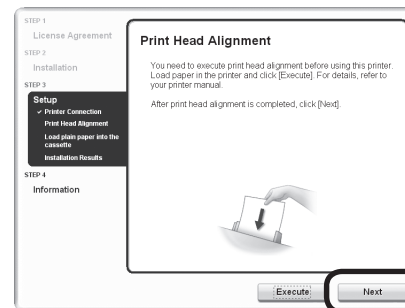 STEP 1
License Agreement
STEP 2
Installation
STEP 3
Setup
✓ Printer Connection
Print Head Alignment
Load plain paper into the
cassette
Installation Results
STEP 4
Information
Print Head Alignment
You need to execute print head alignment before using this printer.
Load paper in the printer and click [Execute]. For details, refer to
your printer manual.
After print head alignment is completed, click [Next].
Execute
Next